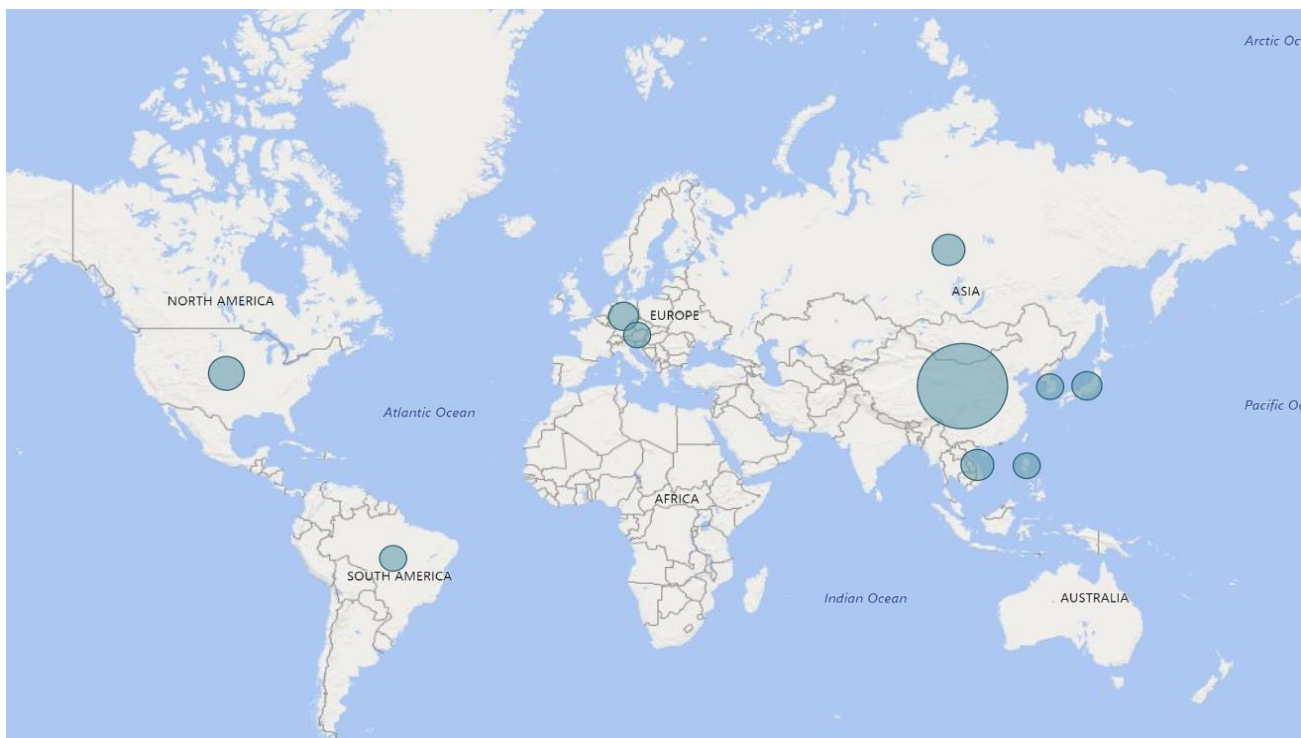 Arctic Oc
NORTH AMERICA
ASIA
EUROPE
Atlantic Ocean
Pacific Oc
AFRICA
SOUTH AMERICA
Indian Ocean
AUSTRALIA